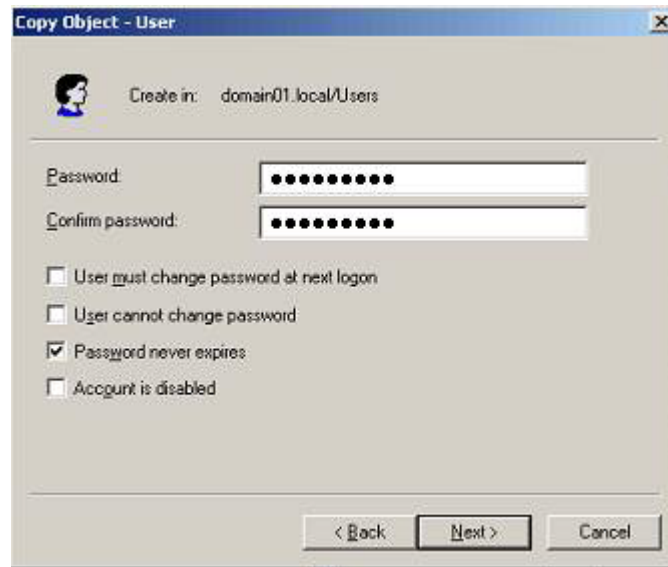 Copy Object - User
Create in: domain01.local/Users
Password:
Confirm password:
User must change password at next logon
User cannot change password
Password never expires
Account is disabled
< Back Next > Cancel